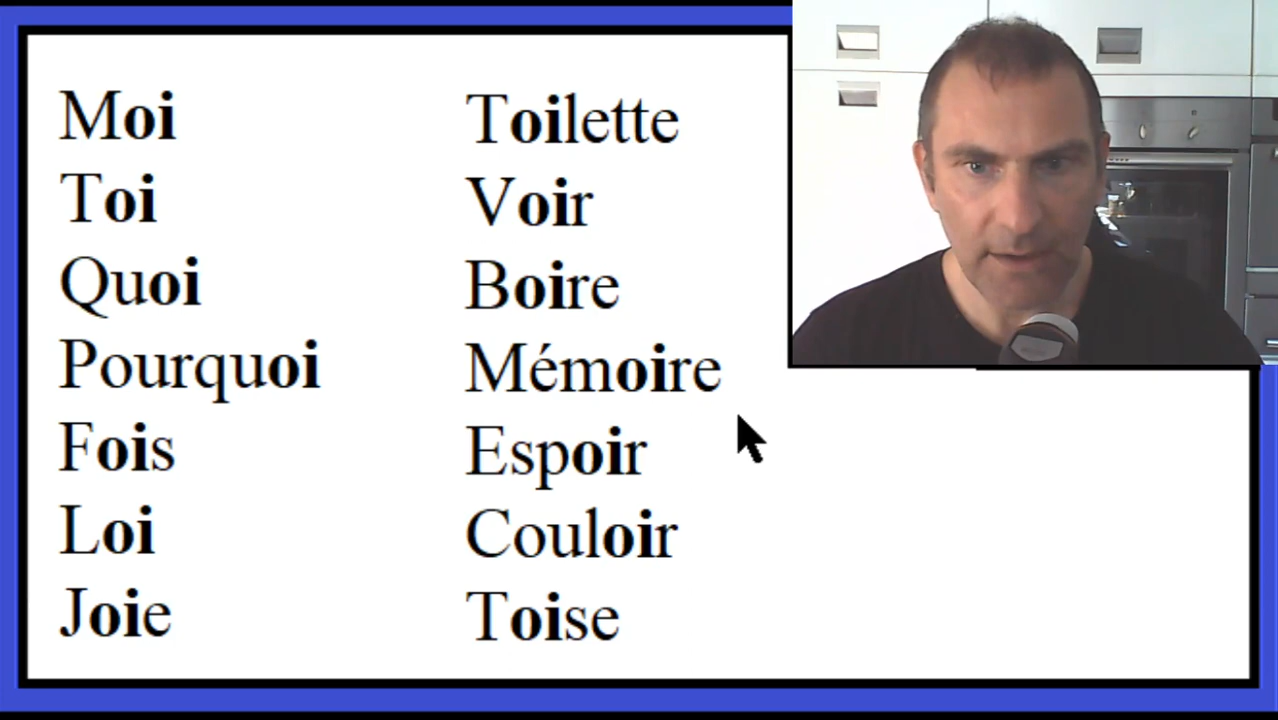 Moi
Toi
Quoi
Pourquoi
Fois
Loi
Joie
Toilette
Voir
Boire
Mémoire
Espoir
Couloir
Toise